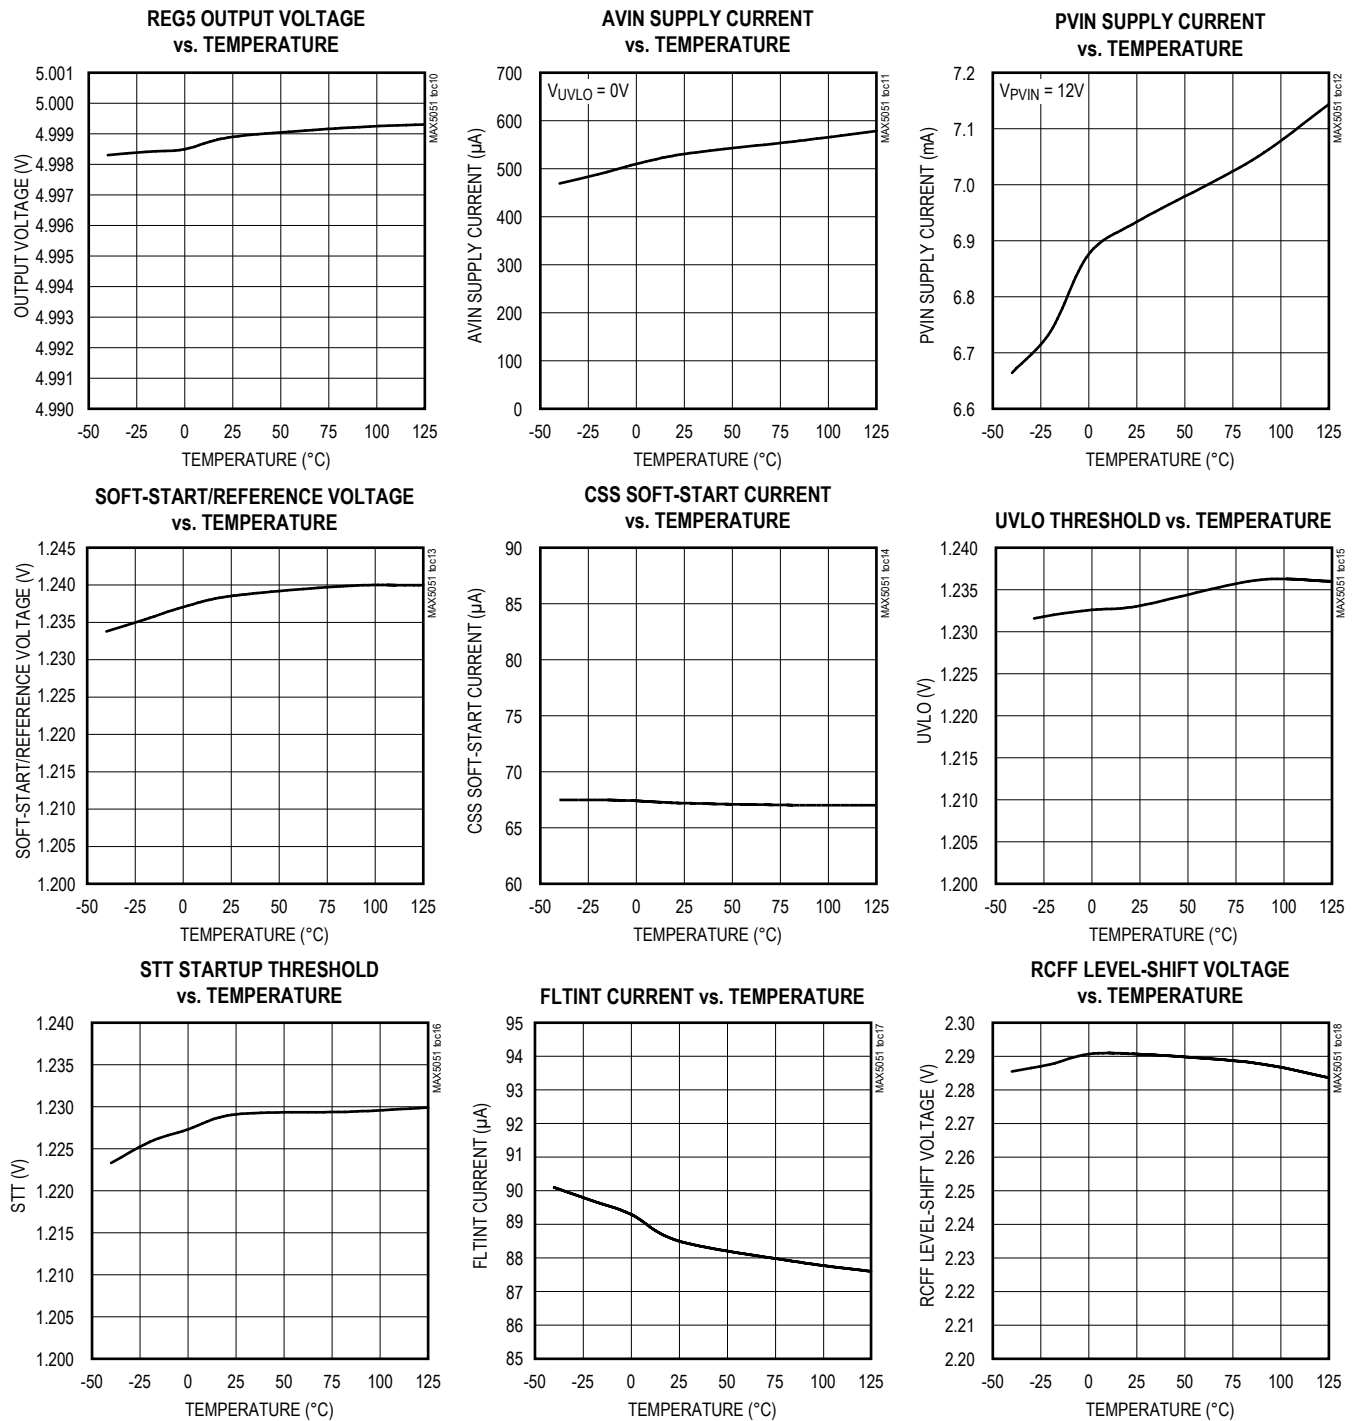 REG5 OUTPUT VOLTAGE
vs. TEMPERATURE
5.001
5.000
4.999
4.998
4.997
4.996
4.995
4.994
4.993
4.992
4.991
4.990
OUTPUT VOLTAGE (V)
-50 -25 0 25 50 75 100 125
TEMPERATURE (°C)
MAX5051 toc10
AVIN SUPPLY CURRENT
vs. TEMPERATURE
VUVLO = 0V
700
600
500
400
300
200
100
0
AVIN SUPPLY CURRENT (µA)
-50 -25 0 25 50 75 100 125
TEMPERATURE (°C)
MAX5051 toc11
PVIN SUPPLY CURRENT
vs. TEMPERATURE
VPVIN = 12V
7.2
7.1
7.0
6.9
6.8
6.7
6.6
PVIN SUPPLY CURRENT (mA)
-50 -25 0 25 50 75 100 125
TEMPERATURE (°C)
MAX5051 toc12
SOFT-START/REFERENCE VOLTAGE
vs. TEMPERATURE
1.245
1.240
1.235
1.230
1.225
1.220
1.215
1.210
1.205
1.200
SOFT-START/REFERENCE VOLTAGE (V)
-50 -25 0 25 50 75 100 125
TEMPERATURE (°C)
MAX5051 toc13
CSS SOFT-START CURRENT
vs. TEMPERATURE
90
85
80
75
70
65
60
CSS SOFT-START CURRENT (µA)
-50 -25 0 25 50 75 100 125
TEMPERATURE (°C)
MAX5051 toc14
UVLO THRESHOLD vs. TEMPERATURE
1.240
1.235
1.230
1.225
1.220
1.215
1.210
1.205
1.200
UVLO (V)
-50 -25 0 25 50 75 100 125
TEMPERATURE (°C)
MAX5051 toc15
STT STARTUP THRESHOLD
vs. TEMPERATURE
1.240
1.235
1.230
1.225
1.220
1.215
1.210
1.205
1.200
STT (V)
-50 -25 0 25 50 75 100 125
TEMPERATURE (°C)
MAX5051 toc16
FLTINT CURRENT vs. TEMPERATURE
95
94
93
92
91
90
89
88
87
86
85
FLTINT CURRENT (µA)
-50 -25 0 25 50 75 100 125
TEMPERATURE (°C)
MAX5051 toc17
RCFF LEVEL-SHIFT VOLTAGE
vs. TEMPERATURE
2.30
2.29
2.28
2.27
2.26
2.25
2.24
2.23
2.22
2.21
2.20
RCFF LEVEL-SHIFT VOLTAGE (V)
-50 -25 0 25 50 75 100 125
TEMPERATURE (°C)
MAX5051 toc18